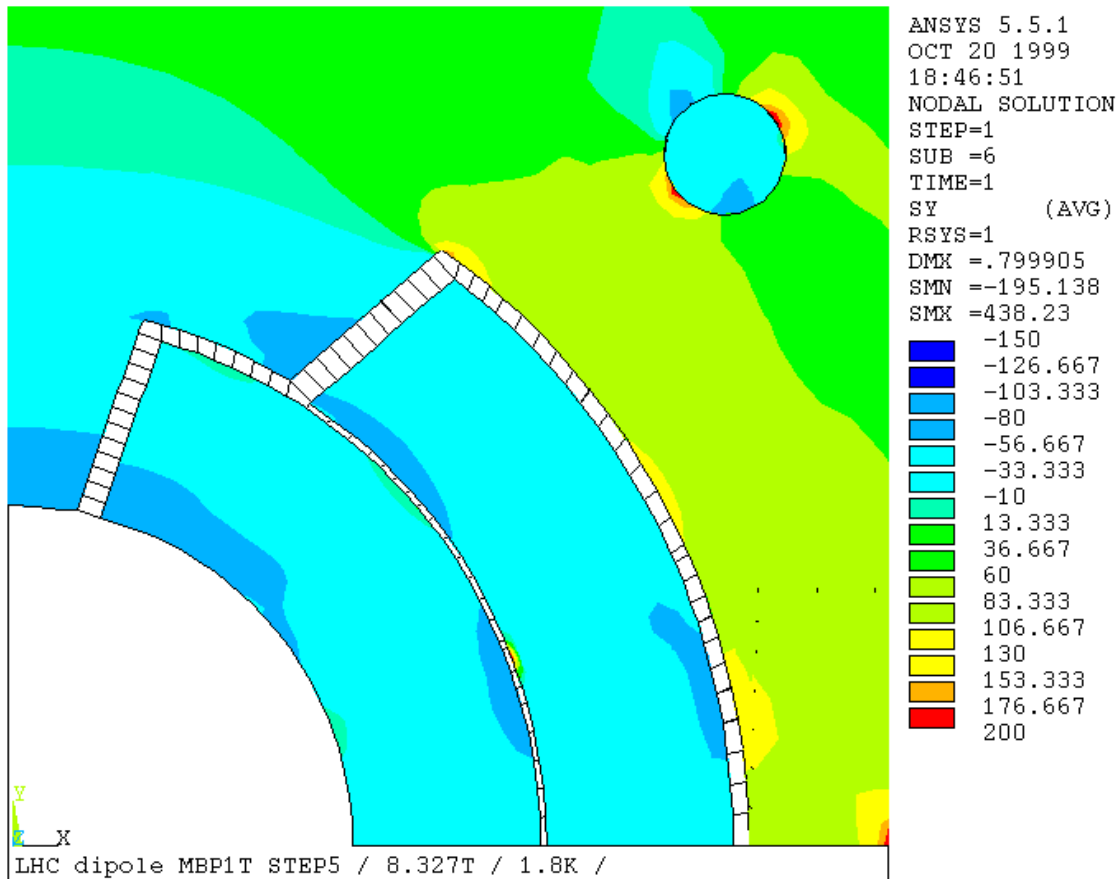 ANSYS 5.5.1
OCT 20 1999
18:46:51
NODAL SOLUTION
STEP=1
SUB =6
TIME=1
SY (AVG)
RSYS=1
DMX =.799905
SMN =-195.138
SMX =438.23
-150
-126.667
-103.333
-80
-56.667
-33.333
-10
13.333
36.667
60
83.333
106.667
130
153.333
176.667
200
Y
Z X
LHC dipole MBP1T STEP5 / 8.327T / 1.8K /